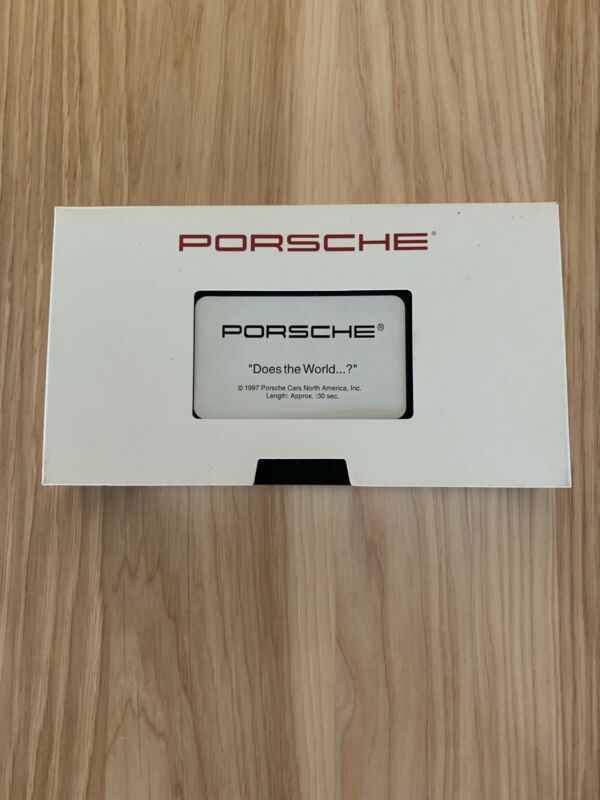 PORSCHE®
PORSCHE®
"Does the World...?"
© 1997 Porsche Cars North America, Inc.
Length: Approx. :30 sec.